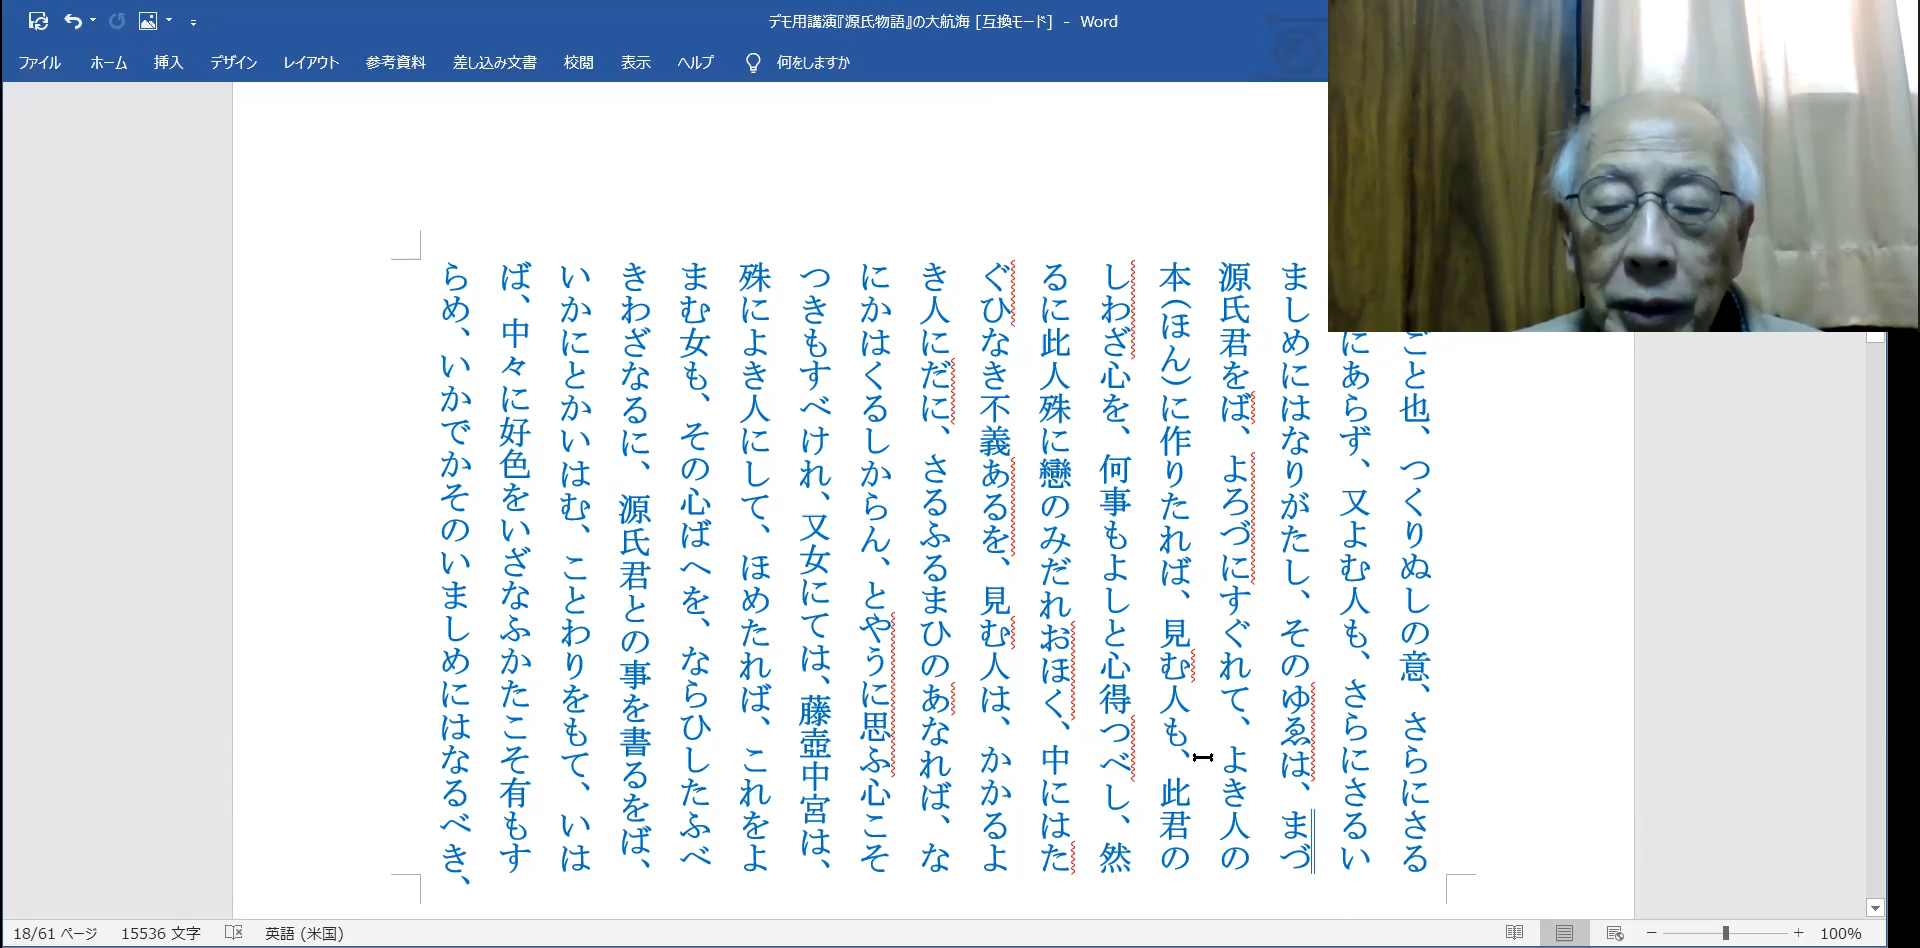 デモ用講演『源氏物語』の大航海 [互換モード] - Word
ファイル ホーム 挿入 デザイン レイアウト 参考資料 差し込み文書 校閲 表示 ヘルプ 何をしますか
ごと也、つくりぬしの意、さらにさる
にあらず、又よむ人も、さらにさるい
ましめにはなりがたし、そのゆゑは、まづ
源氏君をば、よろづにすぐれて、よき人の
本(ほん)に作りたれば、見む人も、此君の
しわざ心を、何事もよしと心得つべし、然
るに此人殊に戀のみだれおほく、中にはた
ぐひなき不義あるを、見む人は、かかるよ
き人にだに、さるふるまひのあなれば、な
にかはくるしからん、とやうに思ふ心こそ
つきもすべけれ、又女にては、藤壺中宮は、
殊によき人にして、ほめたれば、これをよ
まむ女も、その心ばへを、ならひしたふべ
きわざなるに、源氏君との事を書るをば、
いかにとかいはむ、ことわりをもて、いは
ば、中々に好色をいざなふかたこそ有もす
らめ、いかでかそのいましめにはなるべき、
18/61 ページ 15536 文字 英語 (米国) 100%